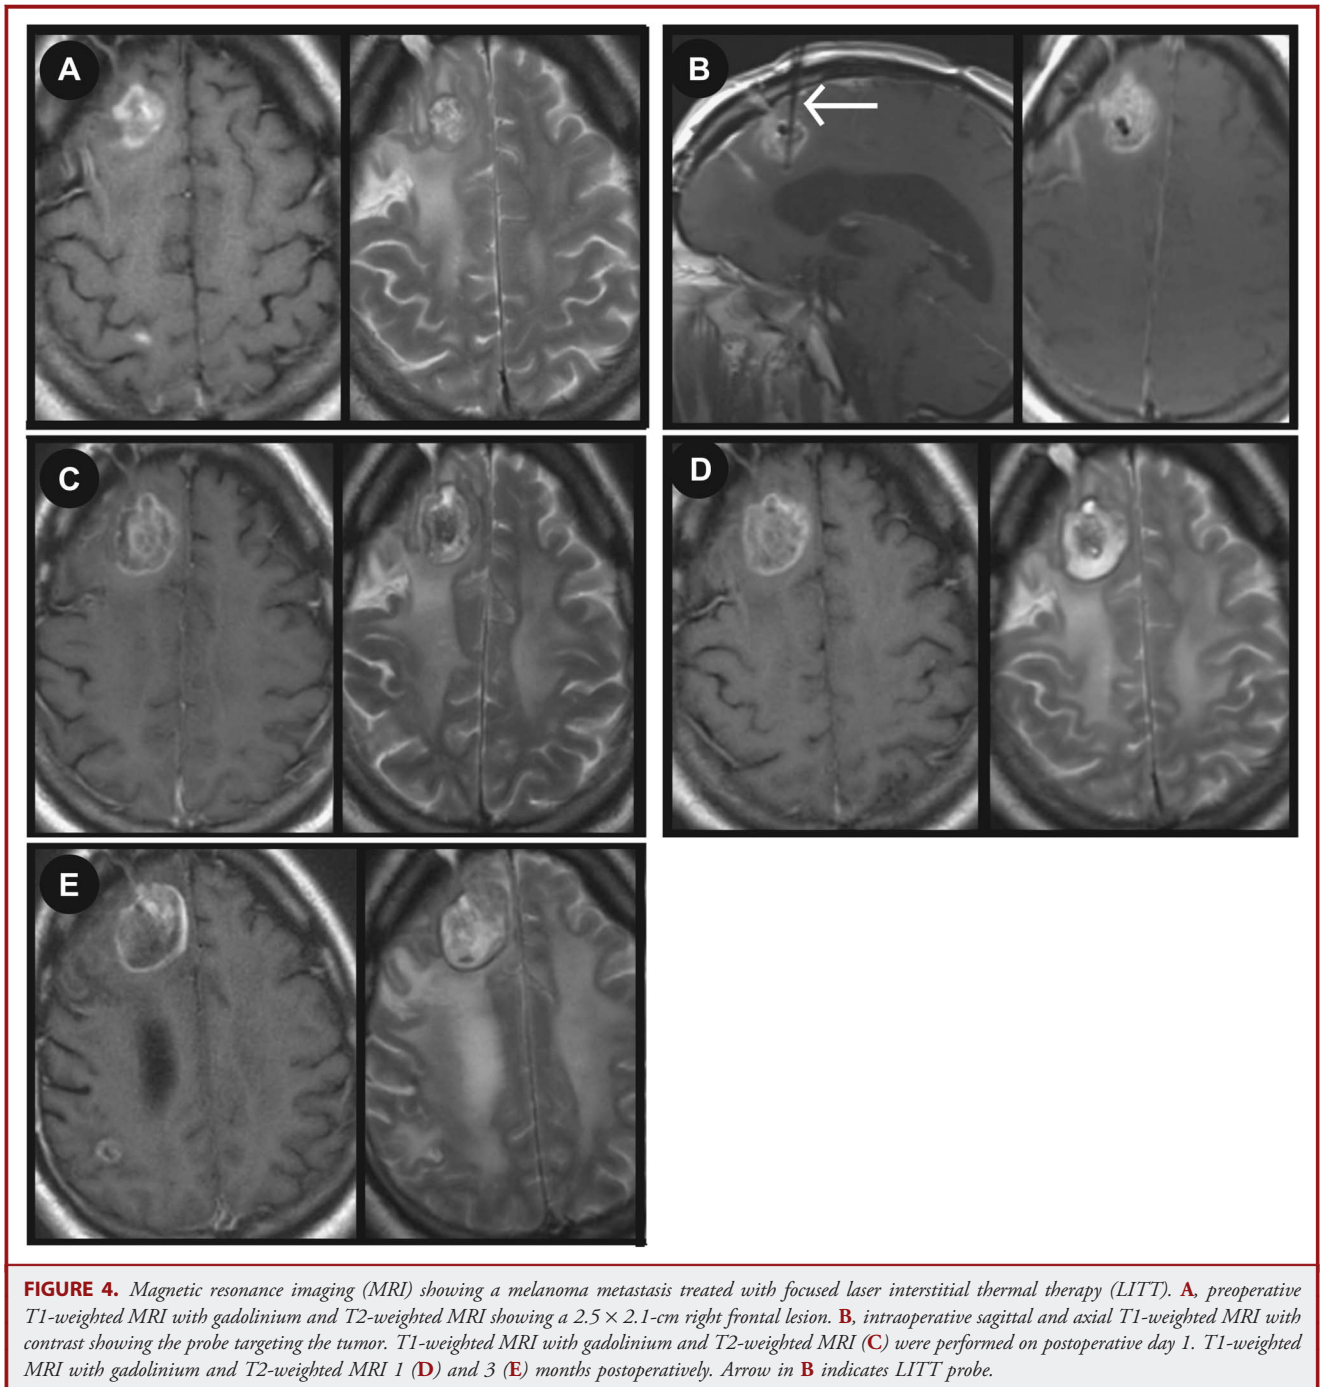 A
B
C
D
E
FIGURE 4. Magnetic resonance imaging (MRI) showing a melanoma metastasis treated with focused laser interstitial thermal therapy (LITT). A, preoperative
T1-weighted MRI with gadolinium and T2-weighted MRI showing a 2.5 × 2.1-cm right frontal lesion. B, intraoperative sagittal and axial T1-weighted MRI with
contrast showing the probe targeting the tumor. T1-weighted MRI with gadolinium and T2-weighted MRI (C) were performed on postoperative day 1. T1-weighted
MRI with gadolinium and T2-weighted MRI 1 (D) and 3 (E) months postoperatively. Arrow in B indicates LITT probe.